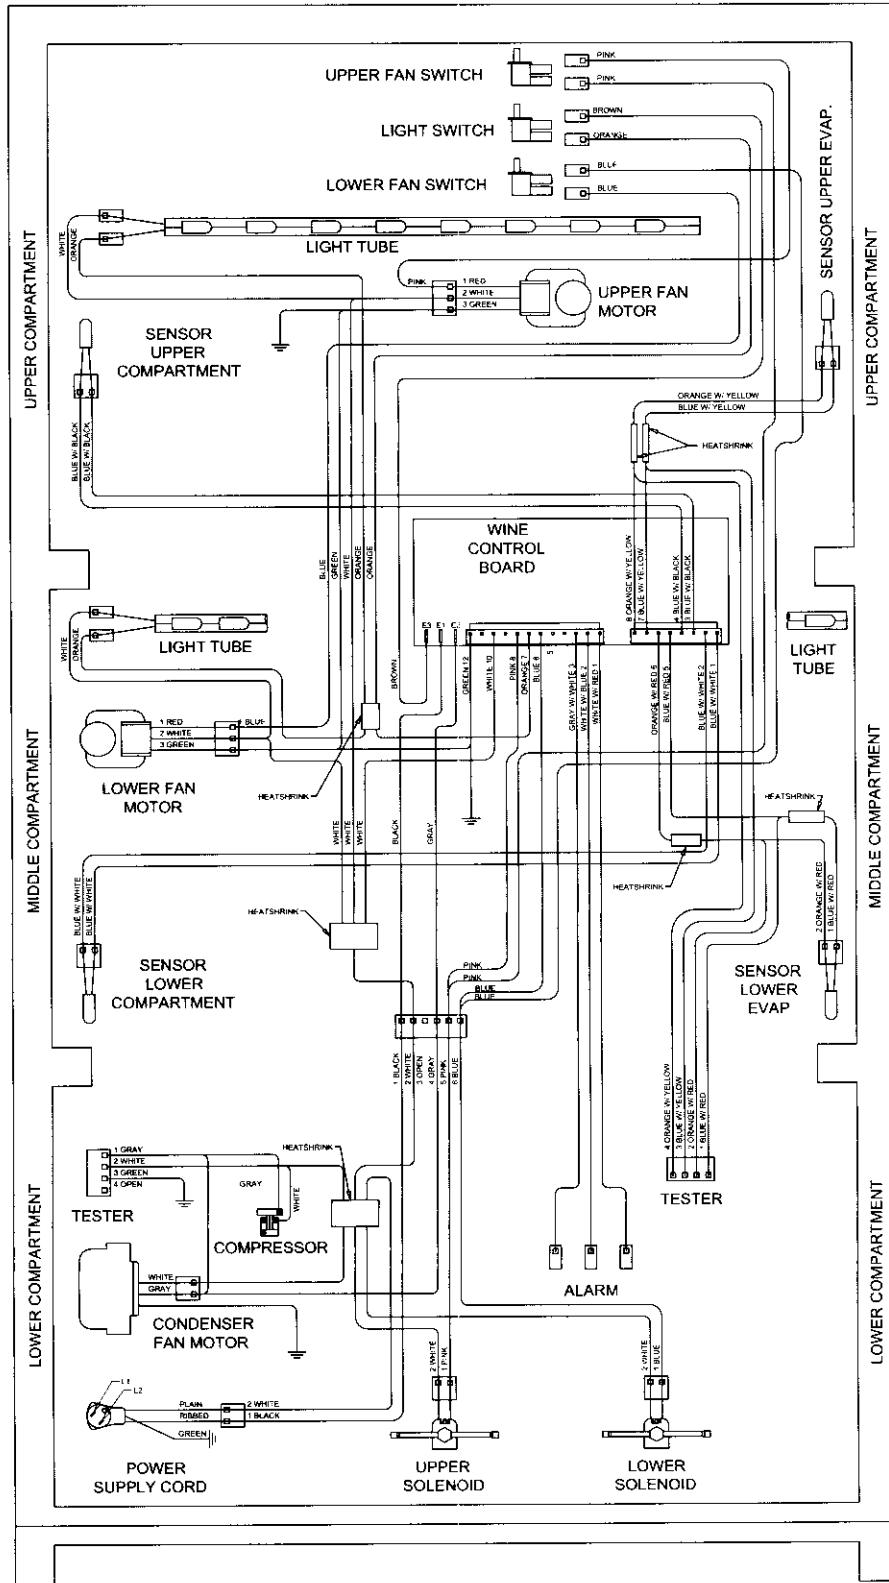 UPPER FAN SWITCH
PINK
PINK
LIGHT SWITCH
BROWN
ORANGE
LOWER FAN SWITCH
BLUE
BLUE
SENSOR UPPER EVAP.
UPPER COMPARTMENT
UPPER COMPARTMENT
WHITE
ORANGE
LIGHT TUBE
PINK
1 RED
2 WHITE
3 GREEN
UPPER FAN
MOTOR
SENSOR
UPPER
COMPARTMENT
BLUE W/ BLACK
BLUE W/ BLACK
ORANGE W/ YELLOW
BLUE W/ YELLOW
HEATSHRINK
WINE
CONTROL
BOARD
BLUE
GREEN
WHITE
ORANGE
ORANGE
8 ORANGE W/ YELLOW
7 BLUE W/ YELLOW
4 BLUE W/ BLACK
3 BLUE W/ BLACK
E3
E1
WHITE
ORANGE
LIGHT TUBE
LIGHT
TUBE
BROWN
GREEN 12
WHITE 10
PINK 8
ORANGE 7
BLUE 6
5
GRAY W/ WHITE 3
WHITE W/ BLUE 2
WHITE W/ RED 1
ORANGE W/ RED 6
BLUE W/ RED 5
BLUE W/ WHITE 2
BLUE W/ WHITE 1
1 RED
2 WHITE
3 GREEN
BLUE
LOWER FAN
MOTOR
HEATSHRINK
MIDDLE COMPARTMENT
MIDDLE COMPARTMENT
WHITE
WHITE
WHITE
BLACK
GRAY
HEATSHRINK
HEATSHRINK
BLUE W/ WHITE
BLUE W/ WHITE
HEATSHRINK
2 ORANGE W/ RED
1 BLUE W/ RED
SENSOR
LOWER
COMPARTMENT
PINK
PINK
BLUE
BLUE
SENSOR
LOWER
EVAP
1 BLACK
2 WHITE
3 OPEN
4 GRAY
5 PINK
6 BLUE
4 ORANGE W/ YELLOW
3 BLUE W/ YELLOW
2 ORANGE W/ RED
1 BLUE W/ RED
TESTER
1 GRAY
2 WHITE
3 GREEN
4 OPEN
TESTER
HEATSHRINK
GRAY
WHITE
COMPRESSOR
LOWER COMPARTMENT
LOWER COMPARTMENT
ALARM
WHITE
GRAY
CONDENSER
FAN MOTOR
2 WHITE
1 PINK
2 WHITE
1 BLUE
L1
L2
PLAIN
RIBBED
GREEN
2 WHITE
1 BLACK
POWER
SUPPLY CORD
UPPER
SOLENOID
LOWER
SOLENOID